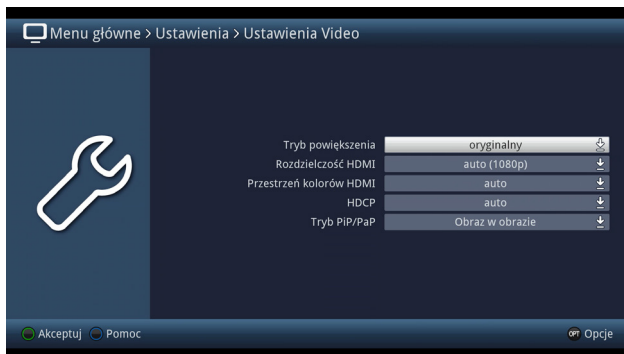 Menu główne > Ustawienia > Ustawienia Video
Tryb powiększenia oryginalny
Rozdzielczość HDMI auto (1080p)
Przestrzeń kolorów HDMI auto
HDCP auto
Tryb PiP/PaP Obraz w obrazie
Akceptuj Pomoc OPT Opcje